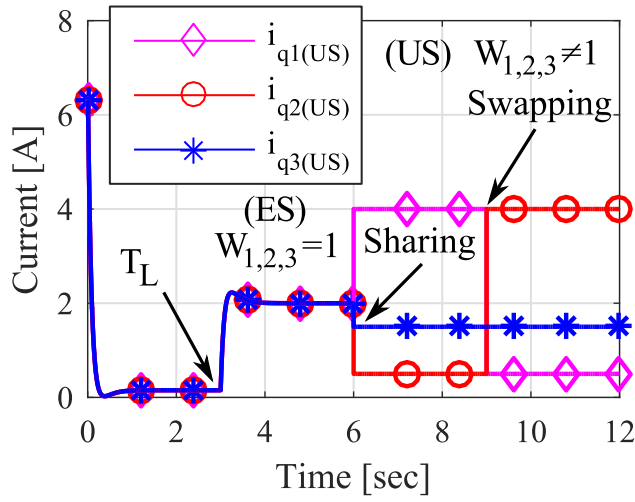 8
6
4
2
0
Current [A]
i_q1(US)
i_q2(US)
i_q3(US)
(US) W_1,2,3≠1
Swapping
(ES)
W_1,2,3=1
Sharing
T_L
0 2 4 6 8 10 12
Time [sec]